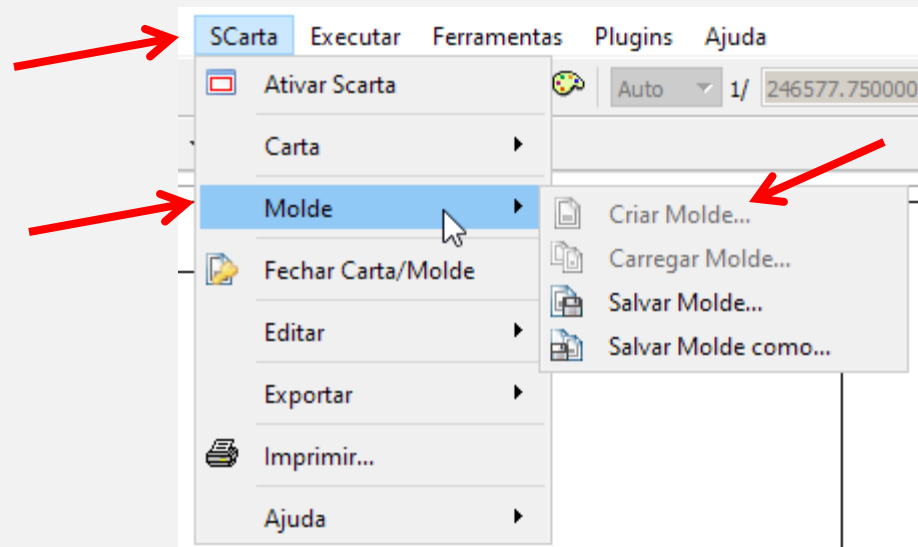 SCarta Executar Ferramentas Plugins Ajuda
Ativar Scarta
Auto 1/ 246577.750000
Carta
Molde
Criar Molde...
Fechar Carta/Molde
Carregar Molde...
Salvar Molde...
Editar
Salvar Molde como...
Exportar
Imprimir...
Ajuda